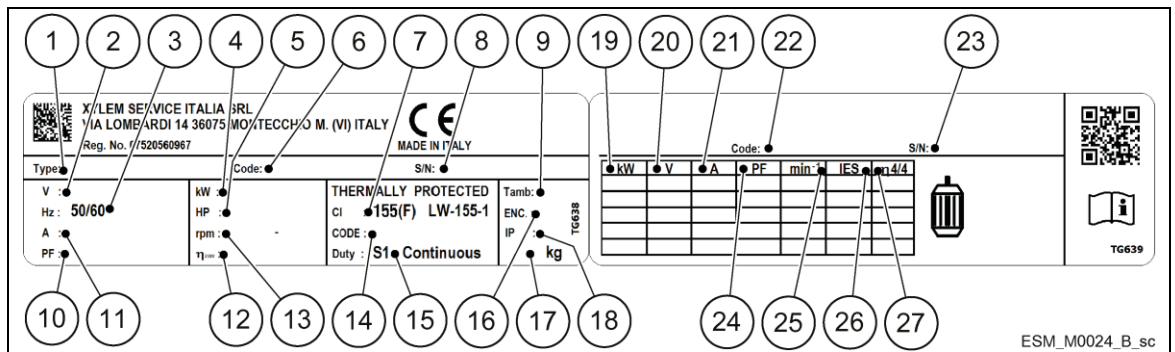 1 2 3 4 5 6 7 8 9 19 20 21 22 23
XYLEM SERVICE ITALIA SRL
VIA LOMBARDI 14 36075 MONTECCHIO M. (VI) ITALY
Reg. No. 07520560967
CE
MADE IN ITALY
Type: Code: S/N:
V : kW : THERMALLY PROTECTED Tamb:
Hz : 50/60 HP : CI : 155(F) LW-155-1 ENC. :
A : rpm : - CODE : IP :
PF : η : Duty : S1 Continuous kg
TG638
Code: S/N:
kW V A PF min-1 IES η 4/4
i
TG639
10 11 12 13 14 15 16 17 18 24 25 26 27
ESM_M0024_B_sc